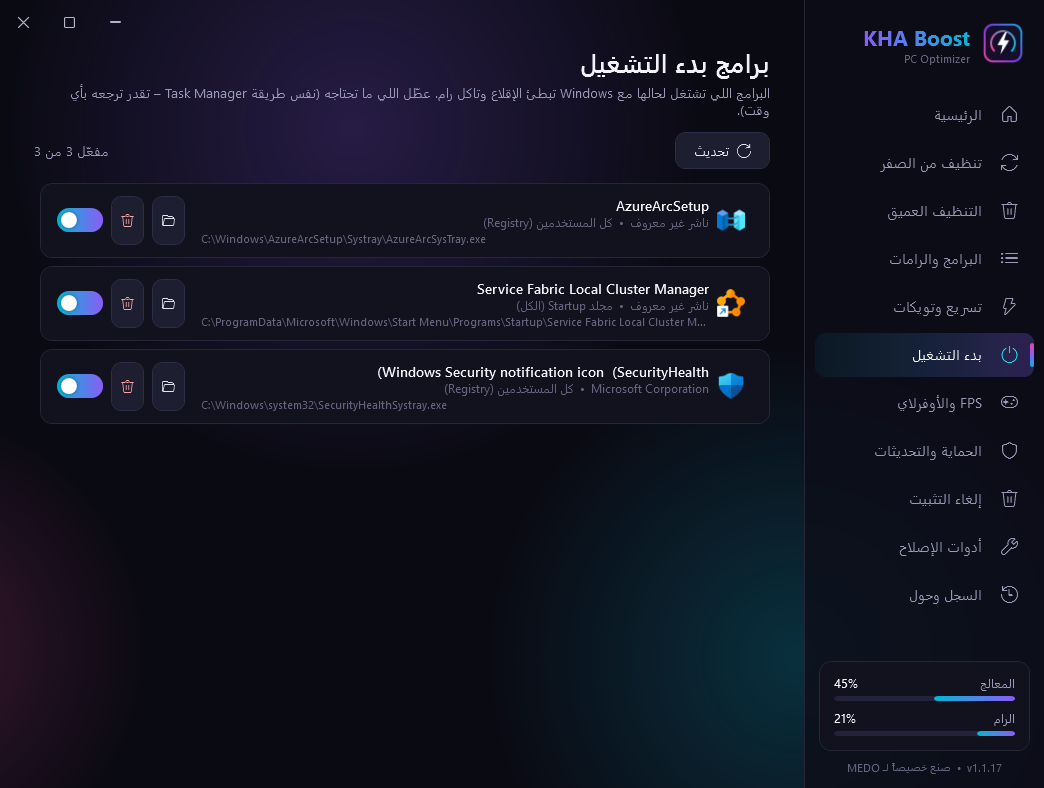 KHA Boost
PC Optimizer
الرئيسية
تنظيف من الصفر
التنظيف العميق
البرامج والرامات
تسريع وتويكات
بدء التشغيل
FPS والأوفرلاي
الحماية والتحديثات
إلغاء التثبيت
أدوات الإصلاح
السجل وحول
المعالج 45%
الرام 21%
v1.1.17 • صنع خصيصاً لـ MEDO
برامج بدء التشغيل
البرامج اللي تشتغل لحالها مع Windows تبطئ الإقلاع وتاكل رام. عطّل اللي ما تحتاجه (نفس طريقة Task Manager – تقدر ترجعه بأي
وقت).
تحديث
مفعّل 3 من 3
AzureArcSetup
ناشر غير معروف • كل المستخدمين (Registry)
C:\Windows\AzureArcSetup\Systray\AzureArcSysTray.exe
Service Fabric Local Cluster Manager
ناشر غير معروف • مجلد Startup (الكل)
C:\ProgramData\Microsoft\Windows\Start Menu\Programs\Startup\Service Fabric Local Cluster M...
(Windows Security notification icon (SecurityHealth
Microsoft Corporation • كل المستخدمين (Registry)
C:\Windows\system32\SecurityHealthSystray.exe